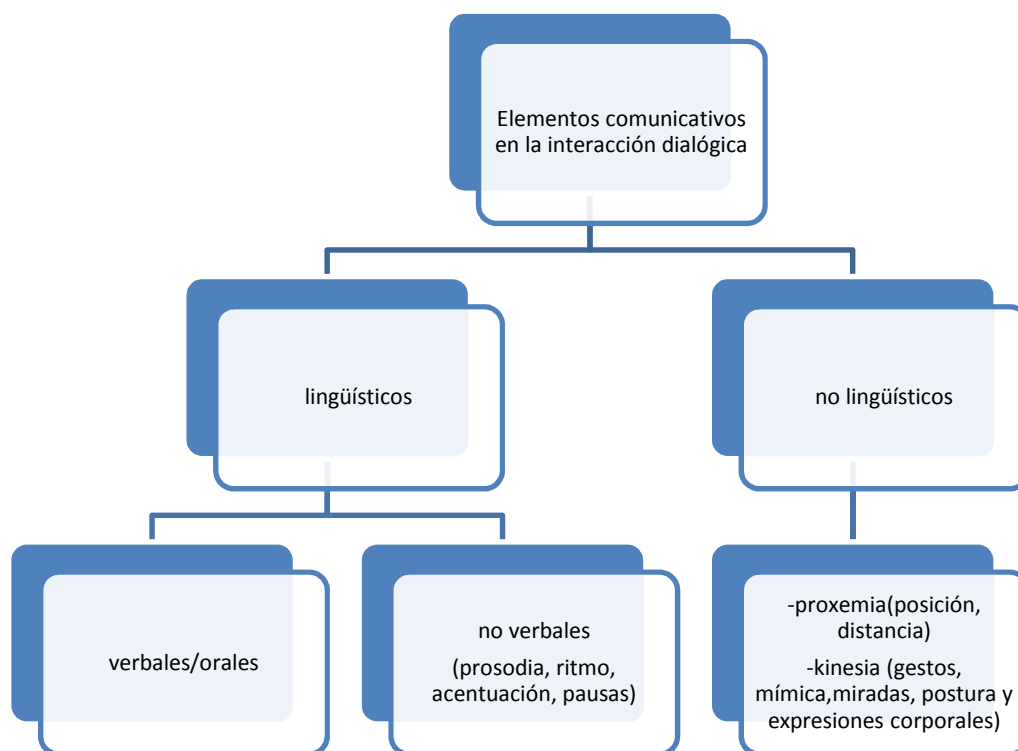 Elementos comunicativos
en la interacción dialógica
lingüísticos
no lingüísticos
verbales/orales
no verbales
(prosodia, ritmo,
acentuación, pausas)
-proxemia(posición,
distancia)
-kinesia (gestos,
mímica,miradas, postura y
expresiones corporales)